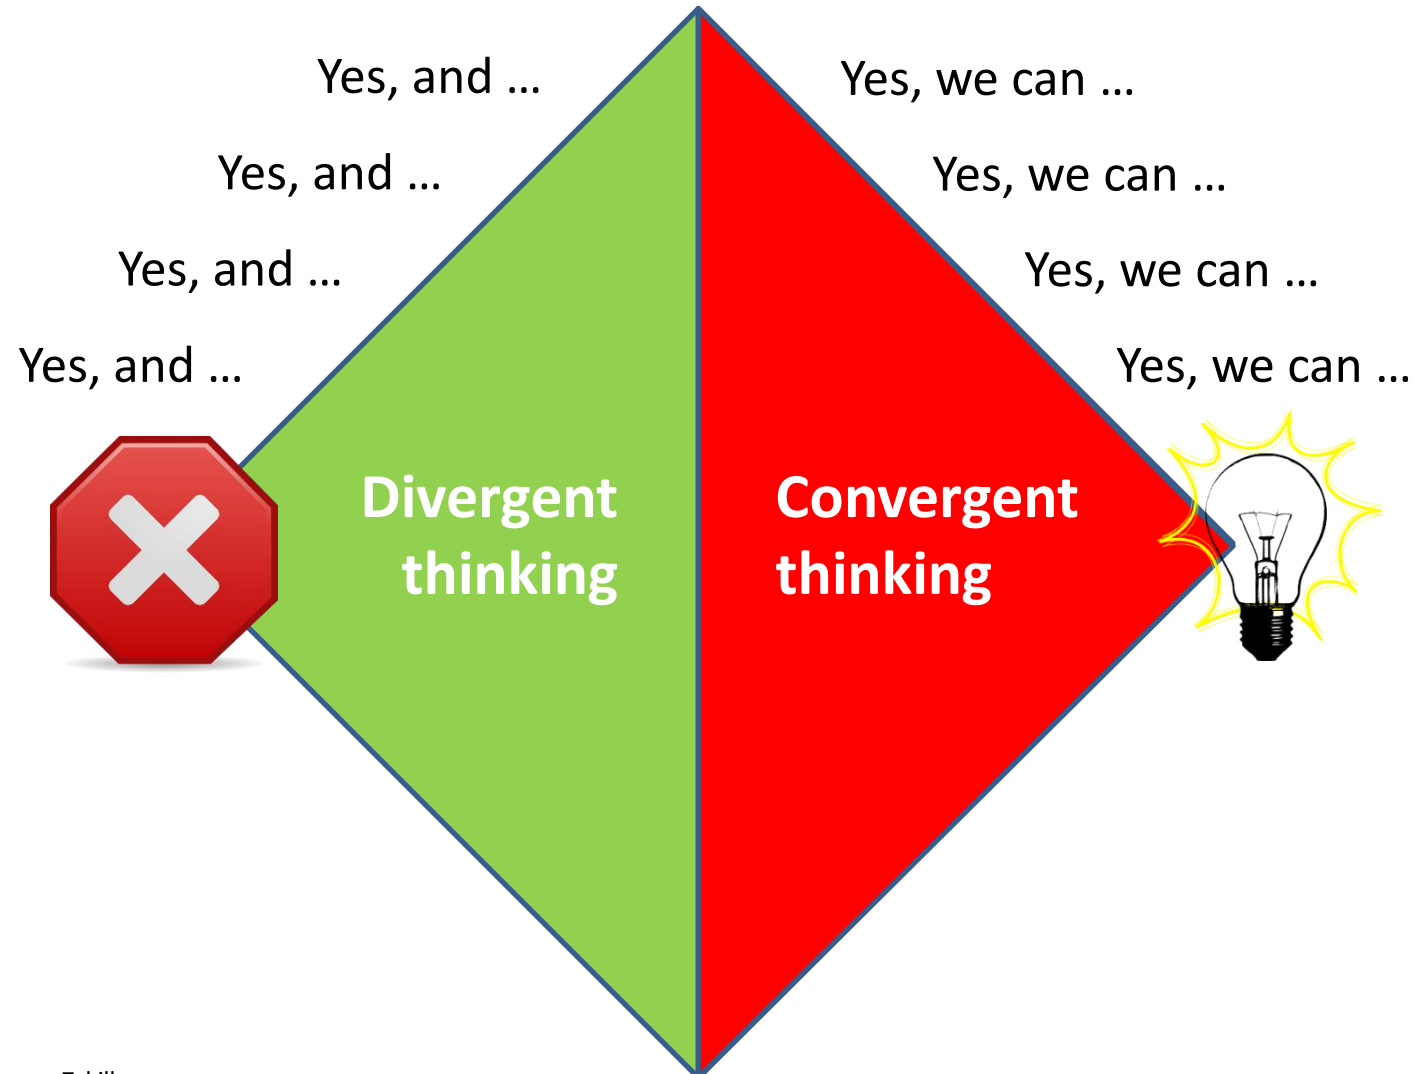 Yes, and ...
Yes, and ...
Yes, and ...
Yes, and ...
Divergent
thinking
Yes, we can ...
Yes, we can ...
Yes, we can ...
Yes, we can ...
Convergent
thinking